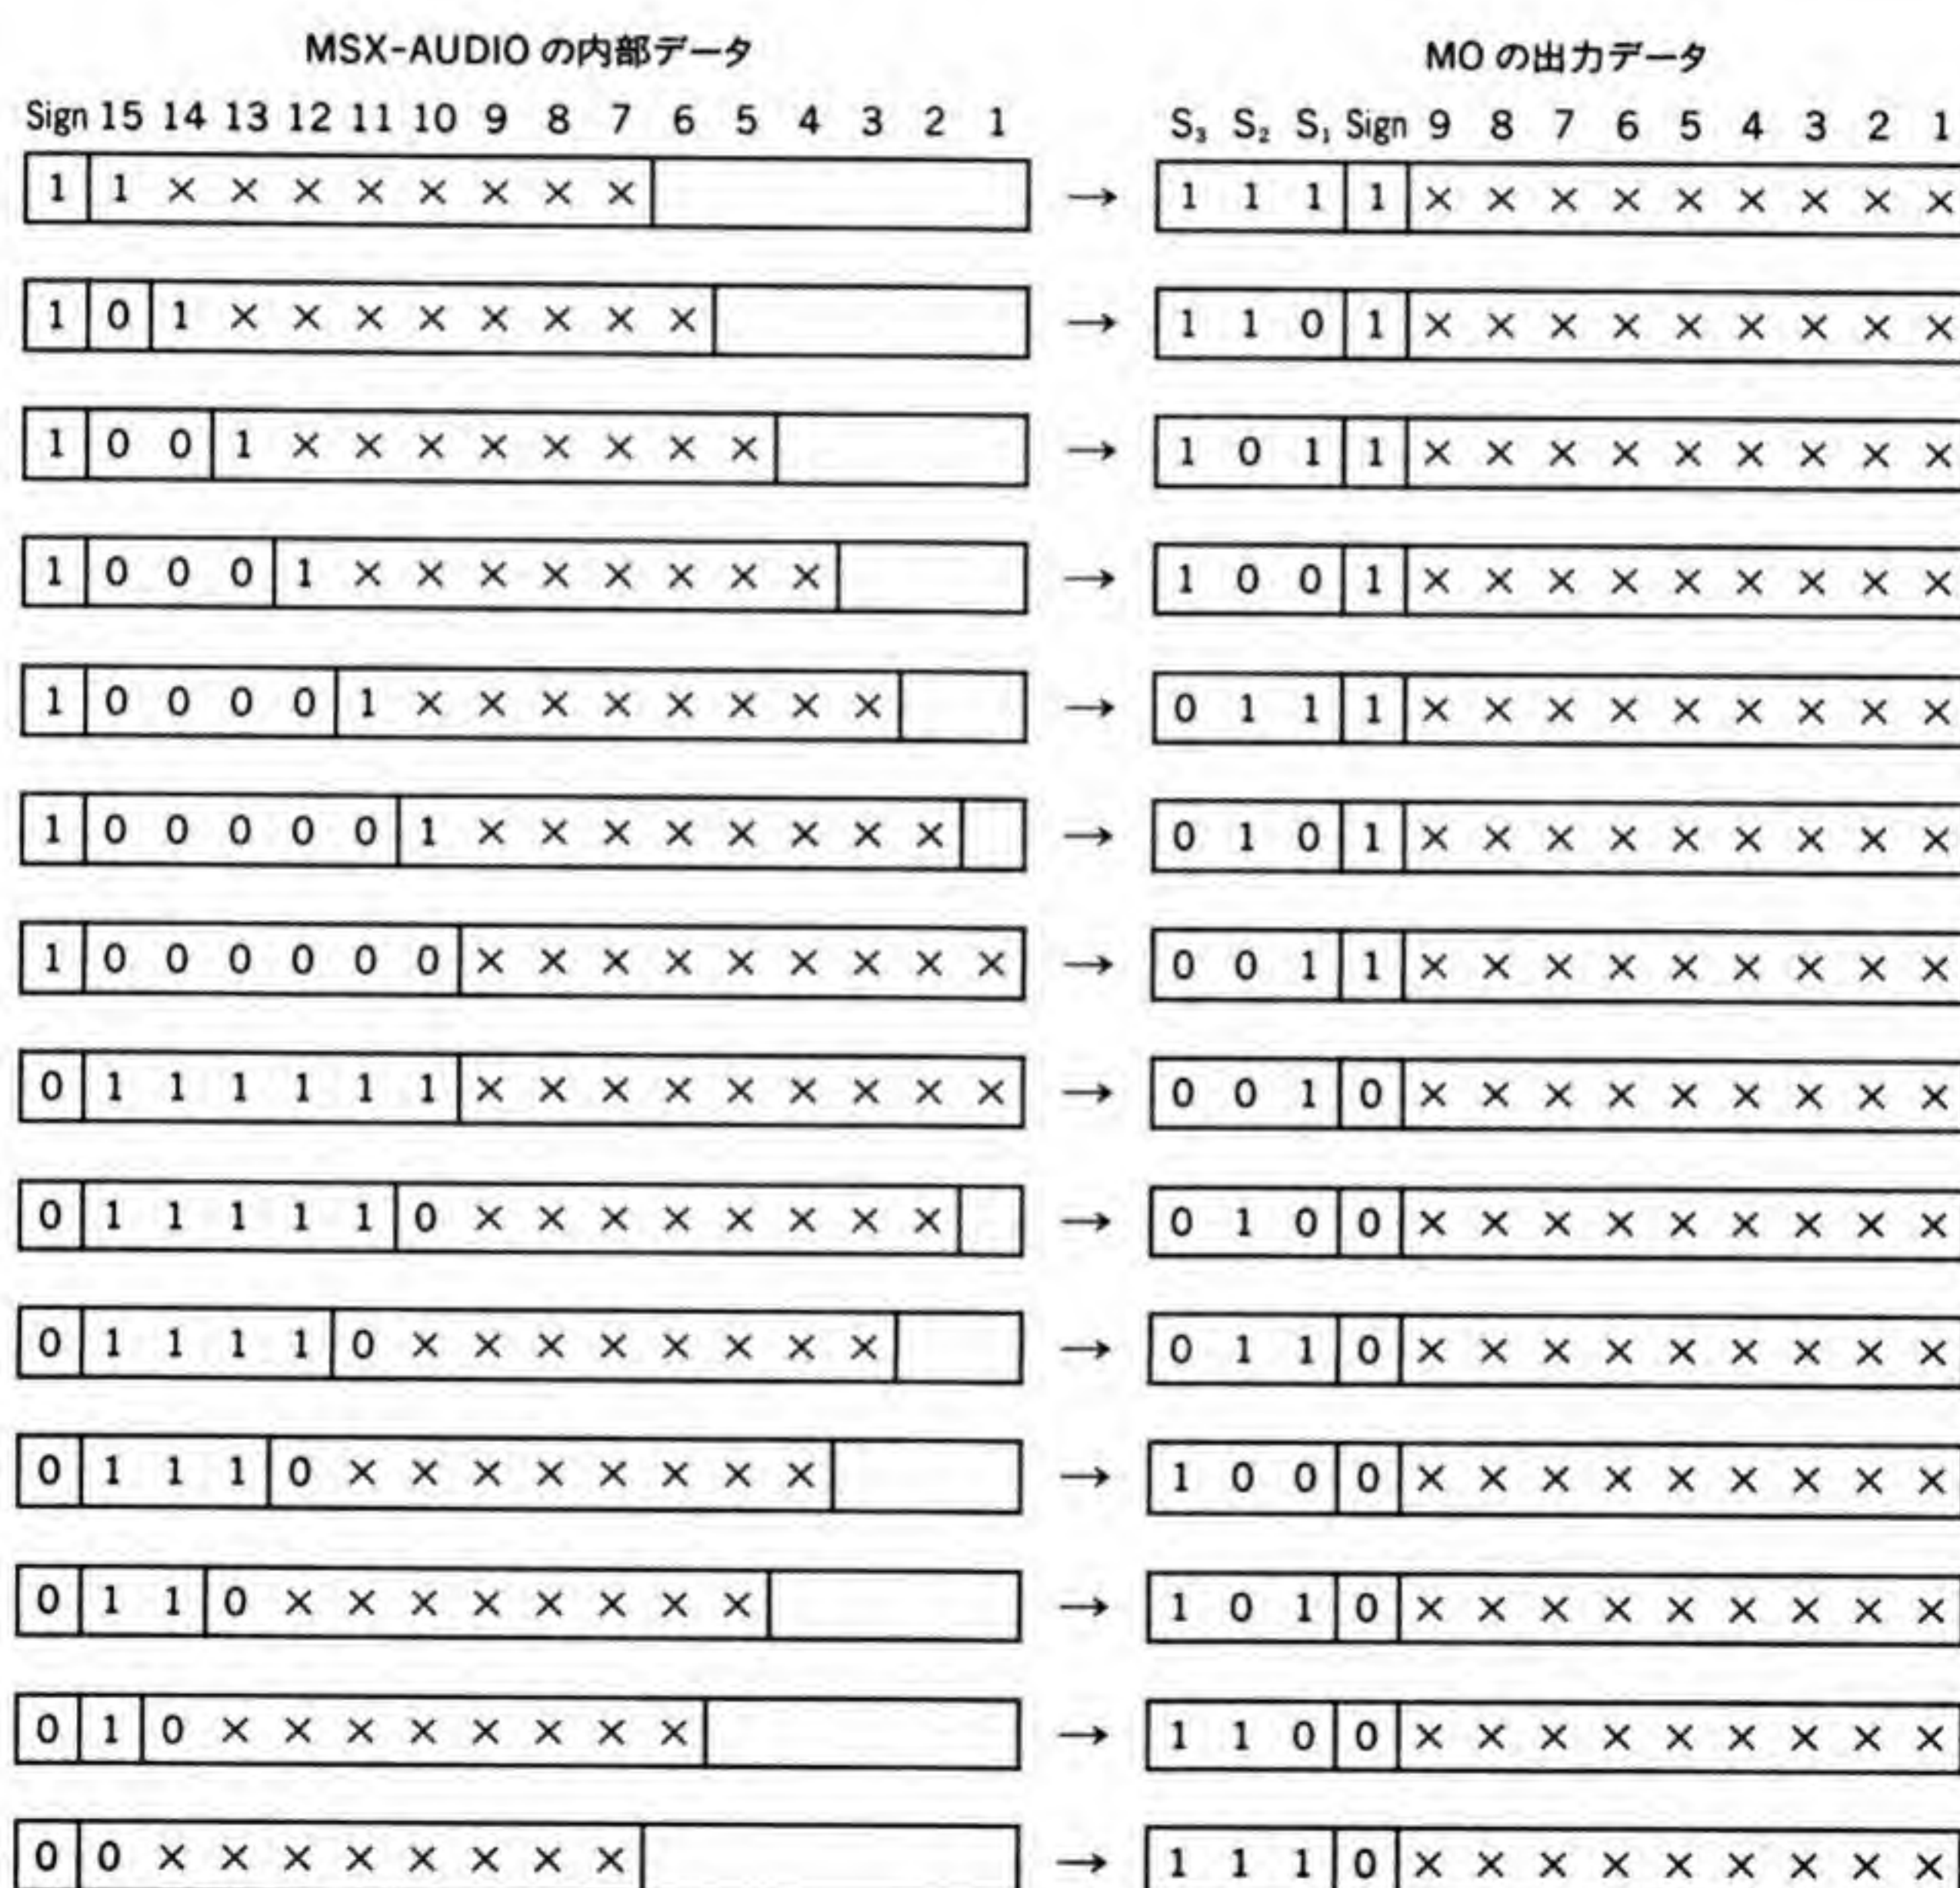 MSX-AUDIO の内部データ MO の出力データ
Sign 15 14 13 12 11 10 9 8 7 6 5 4 3 2 1 S₃ S₂ S₁ Sign 9 8 7 6 5 4 3 2 1
1 1 × × × × × × × × → 1 1 1 1 × × × × × × × × ×
1 0 1 × × × × × × × × → 1 1 0 1 × × × × × × × × ×
1 0 0 1 × × × × × × × × → 1 0 1 1 × × × × × × × × ×
1 0 0 0 1 × × × × × × × × → 1 0 0 1 × × × × × × × × ×
1 0 0 0 0 1 × × × × × × × × → 0 1 1 1 × × × × × × × × ×
1 0 0 0 0 0 1 × × × × × × × × → 0 1 0 1 × × × × × × × × ×
1 0 0 0 0 0 0 × × × × × × × × × → 0 0 1 1 × × × × × × × × ×
0 1 1 1 1 1 1 × × × × × × × × × → 0 0 1 0 × × × × × × × × ×
0 1 1 1 1 1 0 × × × × × × × × → 0 1 0 0 × × × × × × × × ×
0 1 1 1 1 0 × × × × × × × × → 0 1 1 0 × × × × × × × × ×
0 1 1 1 0 × × × × × × × × → 1 0 0 0 × × × × × × × × ×
0 1 1 0 × × × × × × × × → 1 0 1 0 × × × × × × × × ×
0 1 0 × × × × × × × × → 1 1 0 0 × × × × × × × × ×
0 0 × × × × × × × × → 1 1 1 0 × × × × × × × × ×